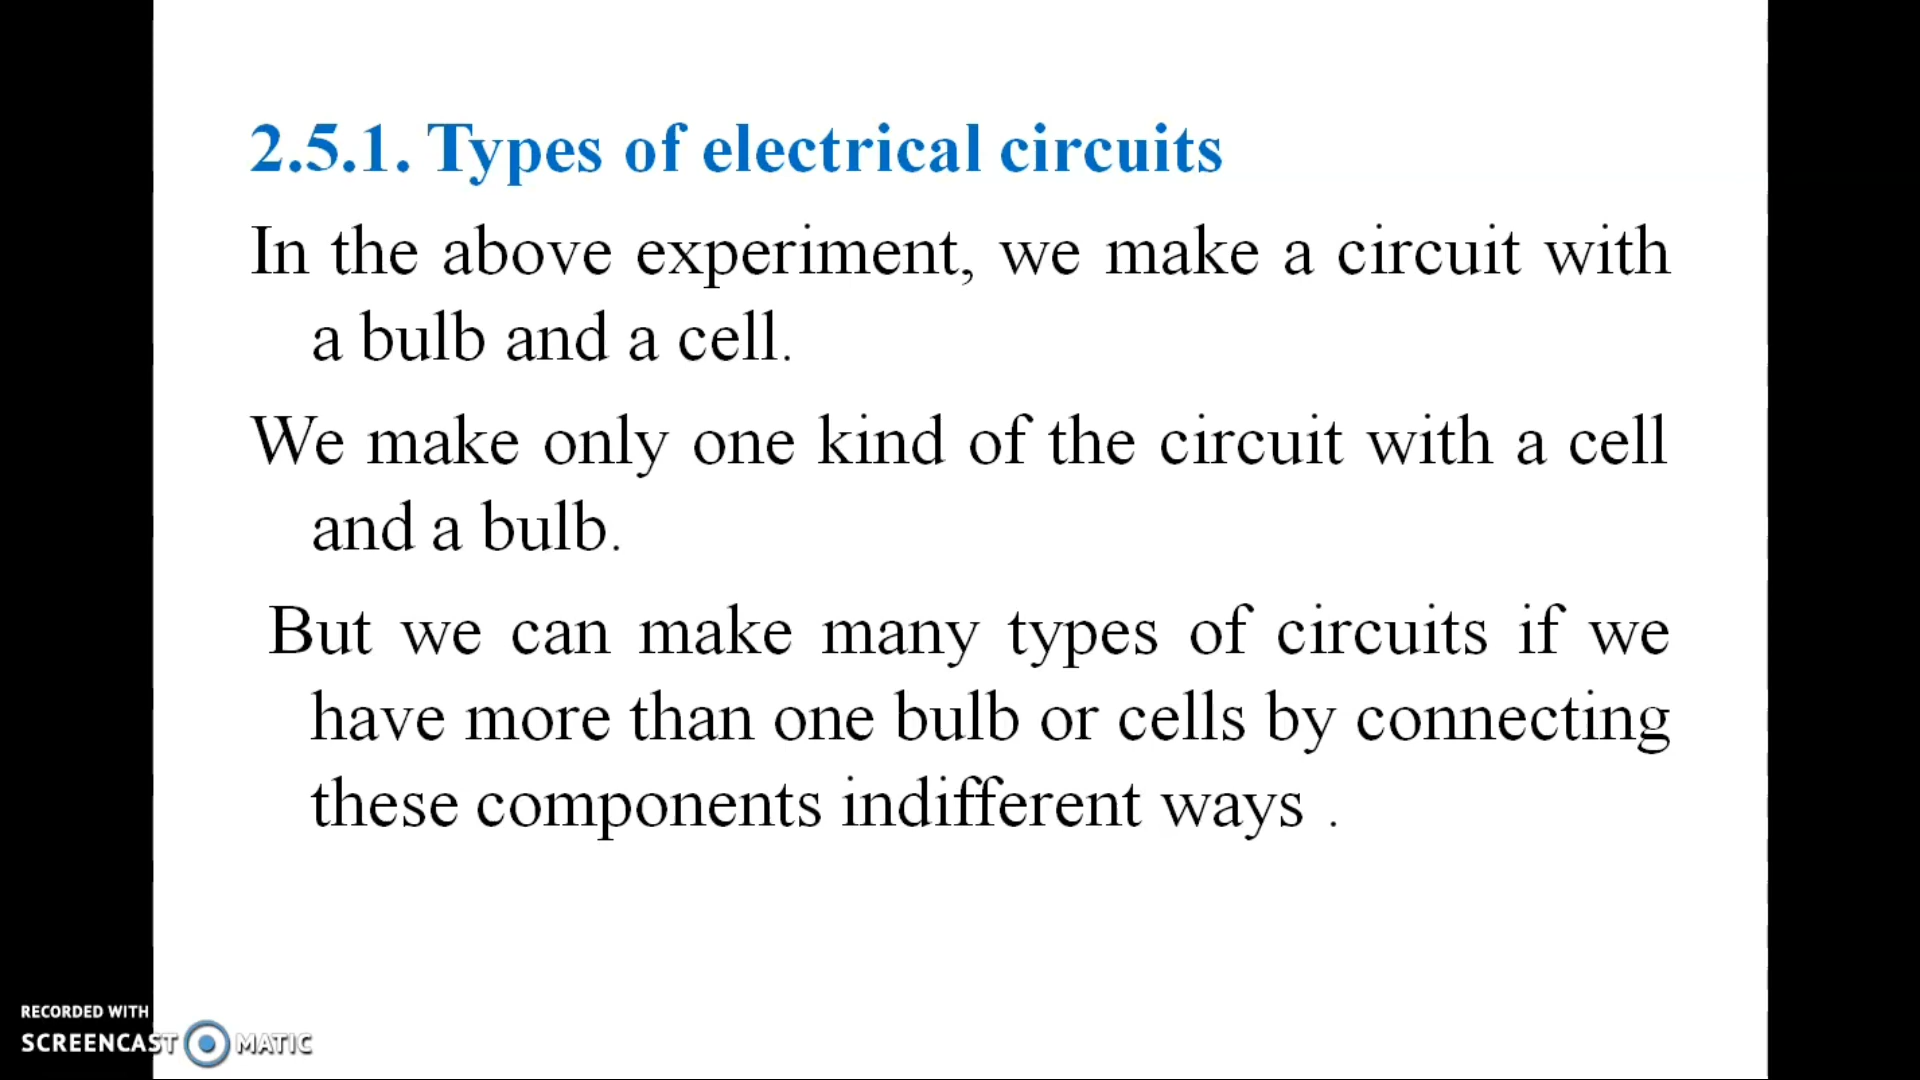 2.5.1. Types of electrical circuits
In the above experiment, we make a circuit with
a bulb and a cell.
We make only one kind of the circuit with a cell
and a bulb.
But we can make many types of circuits if we
have more than one bulb or cells by connecting
these components indifferent ways .
RECORDED WITH
SCREENCAST MATIC